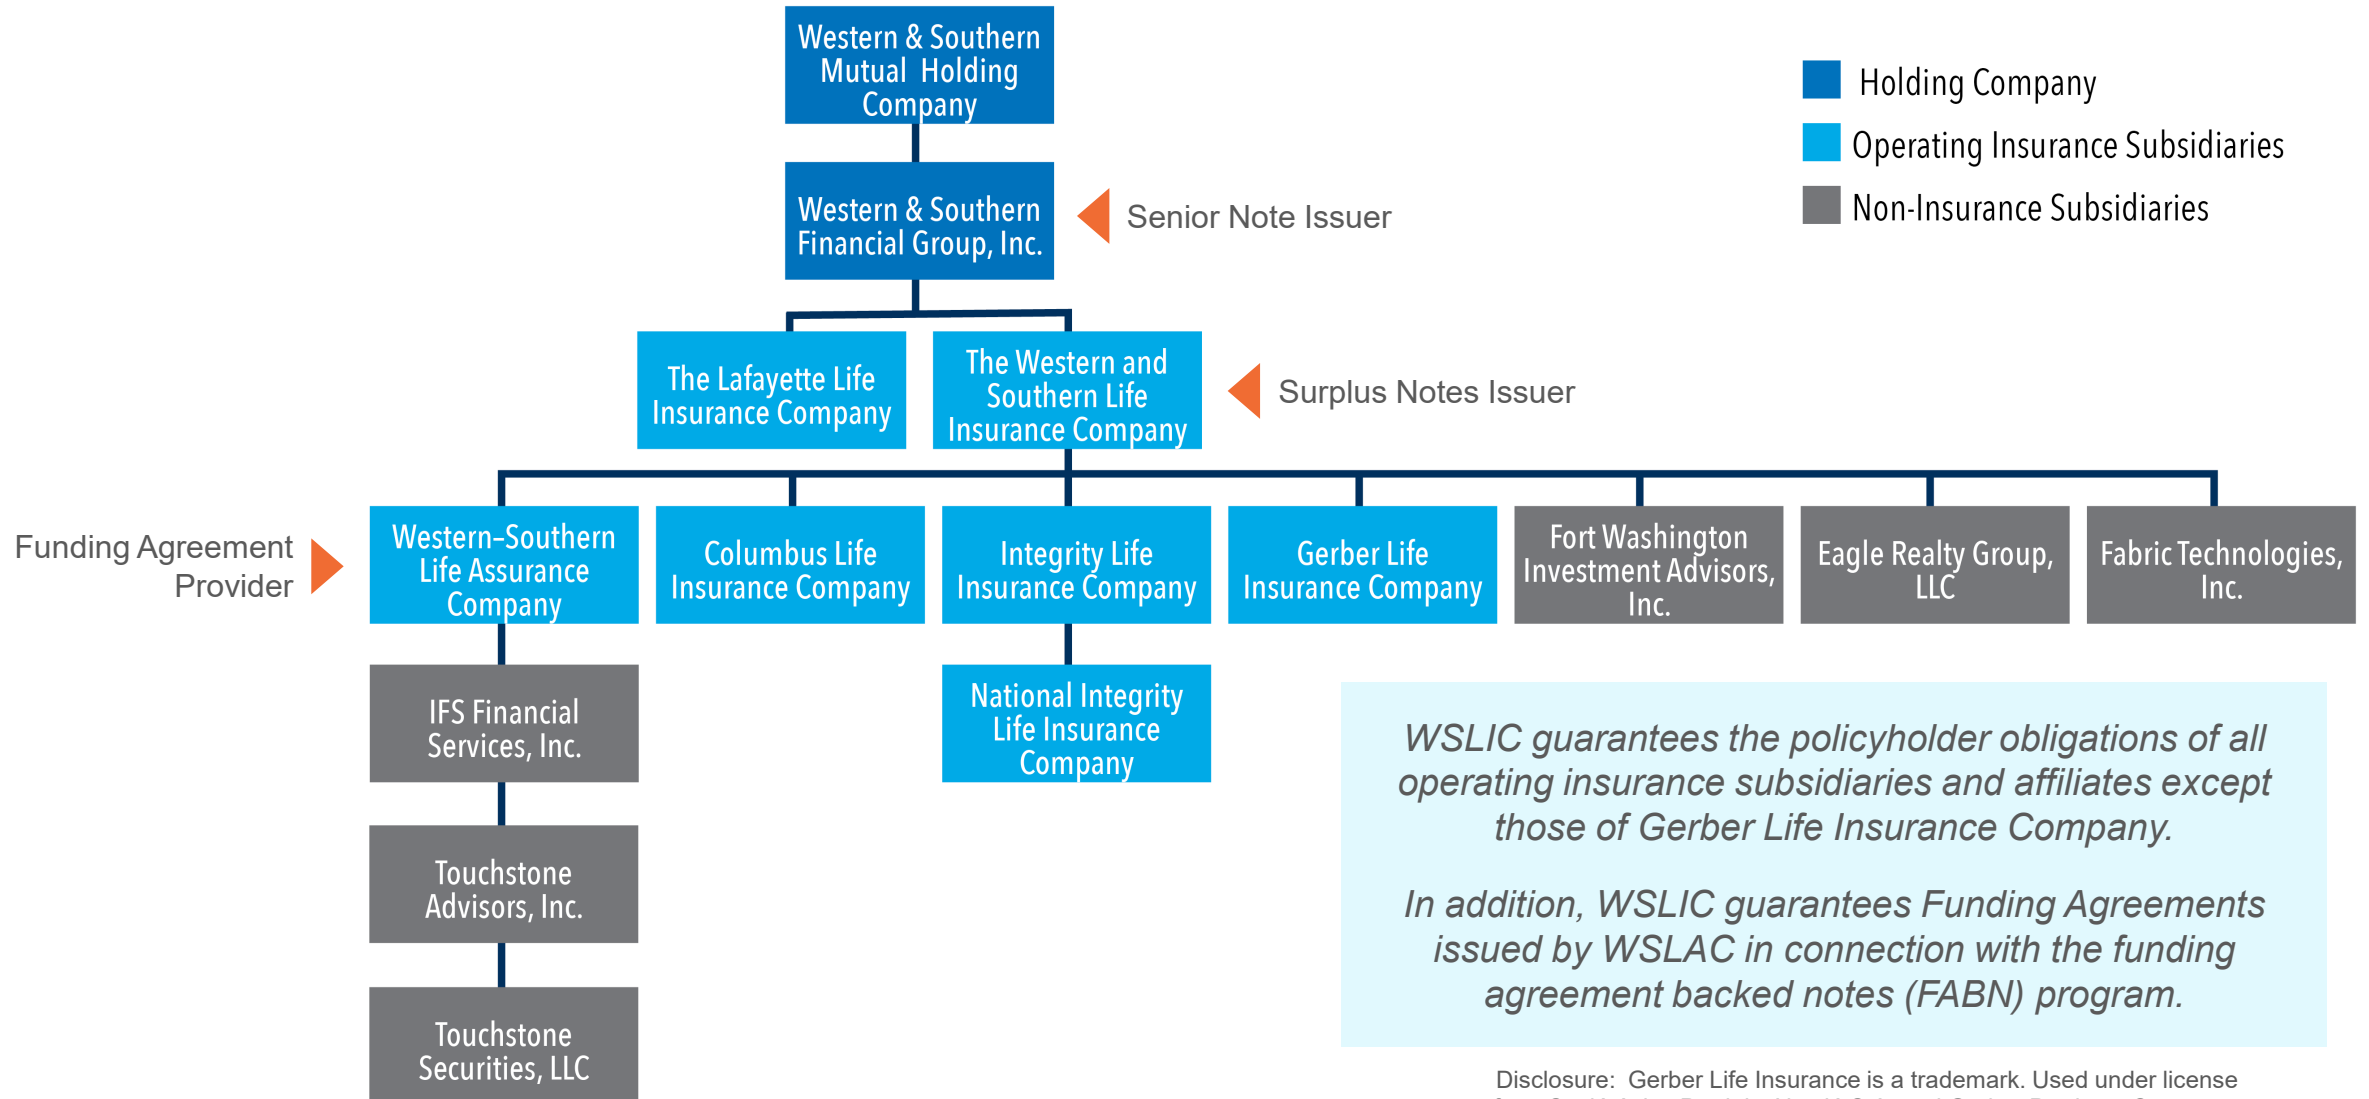 Western & Southern
Mutual Holding
Company
Holding Company
Operating Insurance Subsidiaries
Non-Insurance Subsidiaries
Western & Southern
Financial Group, Inc.
Senior Note Issuer
The Lafayette Life
Insurance Company
The Western and
Southern Life
Insurance Company
Surplus Notes Issuer
Funding Agreement
Provider
Western–Southern
Life Assurance
Company
Columbus Life
Insurance Company
Integrity Life
Insurance Company
Gerber Life
Insurance Company
Fort Washington
Investment Advisors,
Inc.
Eagle Realty Group,
LLC
Fabric Technologies,
Inc.
IFS Financial
Services, Inc.
National Integrity
Life Insurance
Company
Touchstone
Advisors, Inc.
Touchstone
Securities, LLC
WSLIC guarantees the policyholder obligations of all
operating insurance subsidiaries and affiliates except
those of Gerber Life Insurance Company.
In addition, WSLIC guarantees Funding Agreements
issued by WSLAC in connection with the funding
agreement backed notes (FABN) program.
Disclosure: Gerber Life Insurance is a trademark. Used under license